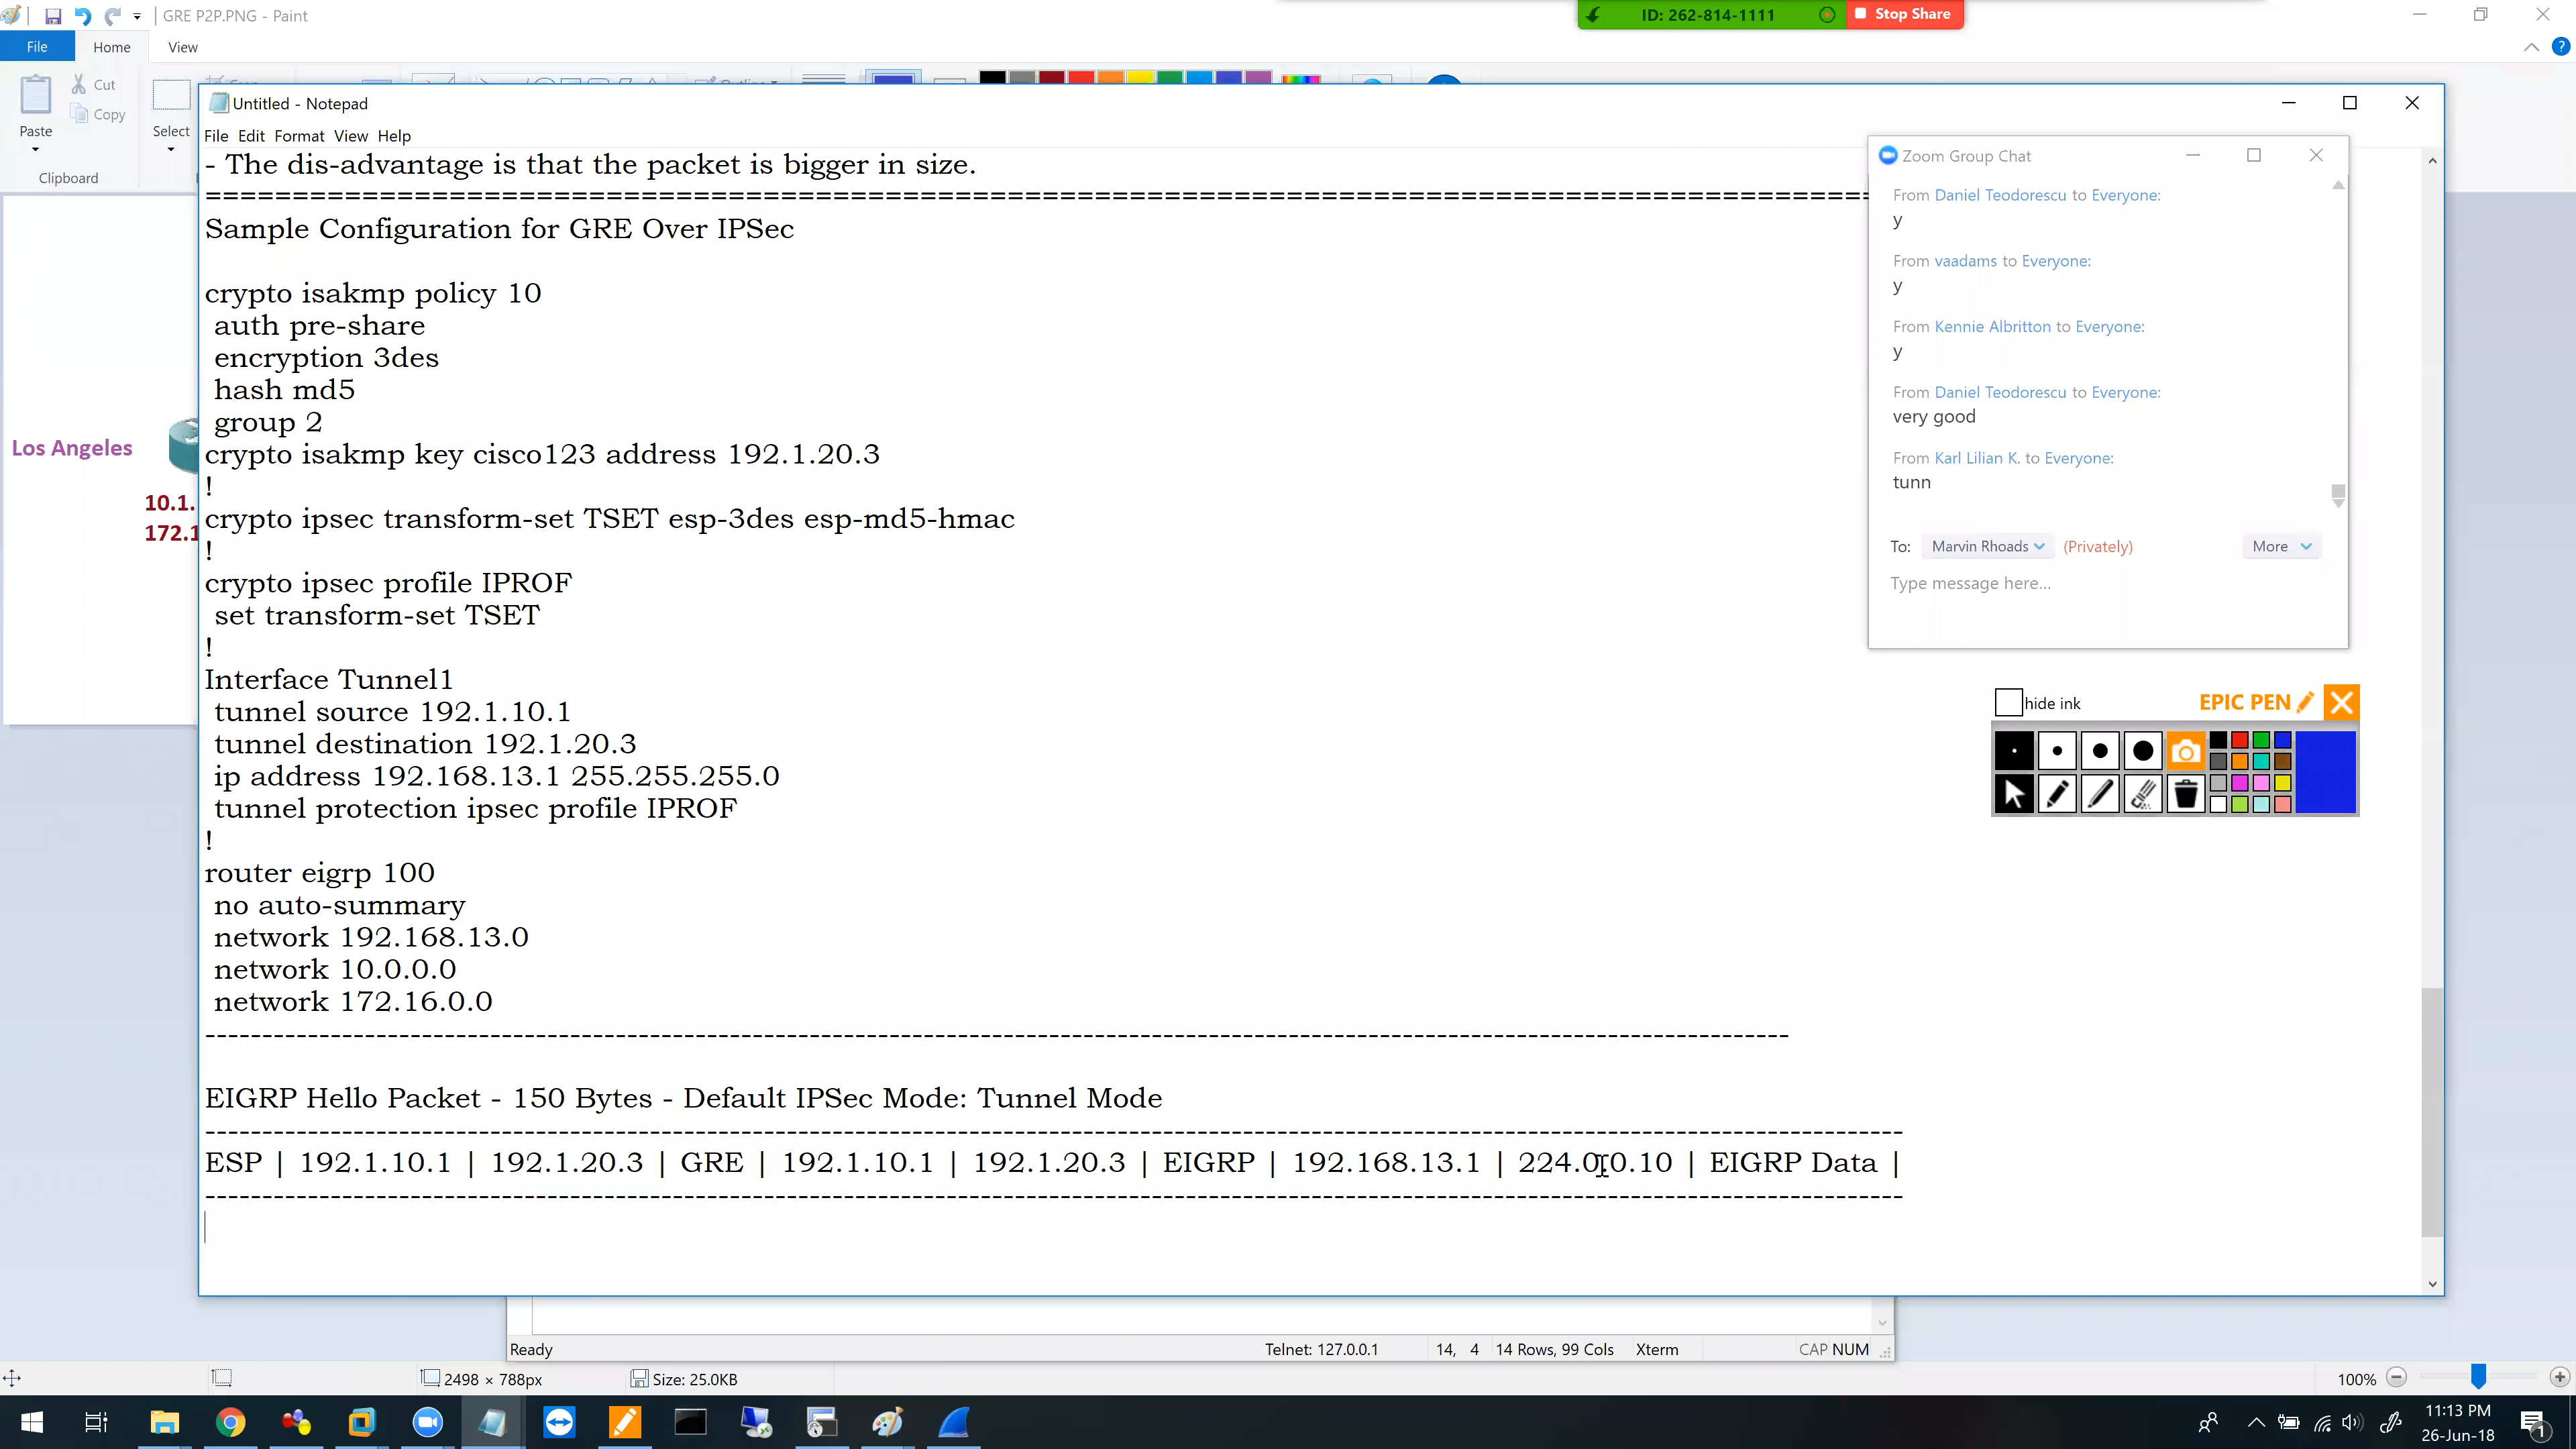 GRE P2P.PNG - Paint
ID: 262-814-1111
Stop Share
File Home View
Cut
Copy
Paste
Select
Clipboard
Untitled - Notepad
File Edit Format View Help
- The dis-advantage is that the packet is bigger in size.
Sample Configuration for GRE Over IPSec
crypto isakmp policy 10
auth pre-share
encryption 3des
hash md5
group 2
crypto isakmp key cisco123 address 192.1.20.3
!
crypto ipsec transform-set TSET esp-3des esp-md5-hmac
!
crypto ipsec profile IPROF
set transform-set TSET
!
Interface Tunnel1
tunnel source 192.1.10.1
tunnel destination 192.1.20.3
ip address 192.168.13.1 255.255.255.0
tunnel protection ipsec profile IPROF
!
router eigrp 100
no auto-summary
network 192.168.13.0
network 10.0.0.0
network 172.16.0.0
EIGRP Hello Packet - 150 Bytes - Default IPSec Mode: Tunnel Mode
ESP | 192.1.10.1 | 192.1.20.3 | GRE | 192.1.10.1 | 192.1.20.3 | EIGRP | 192.168.13.1 | 224.0.0.10 | EIGRP Data |
Los Angeles
10.1.
172.1
Zoom Group Chat
From Daniel Teodorescu to Everyone:
y
From vaadams to Everyone:
y
From Kennie Albritton to Everyone:
y
From Daniel Teodorescu to Everyone:
very good
From Karl Lilian K. to Everyone:
tunn
To: Marvin Rhoads (Privately) More
Type message here...
hide ink EPIC PEN
Ready Telnet: 127.0.0.1 14, 4 14 Rows, 99 Cols Xterm CAP NUM
2498 × 788px Size: 25.0KB 100%
11:13 PM
26-Jun-18
1